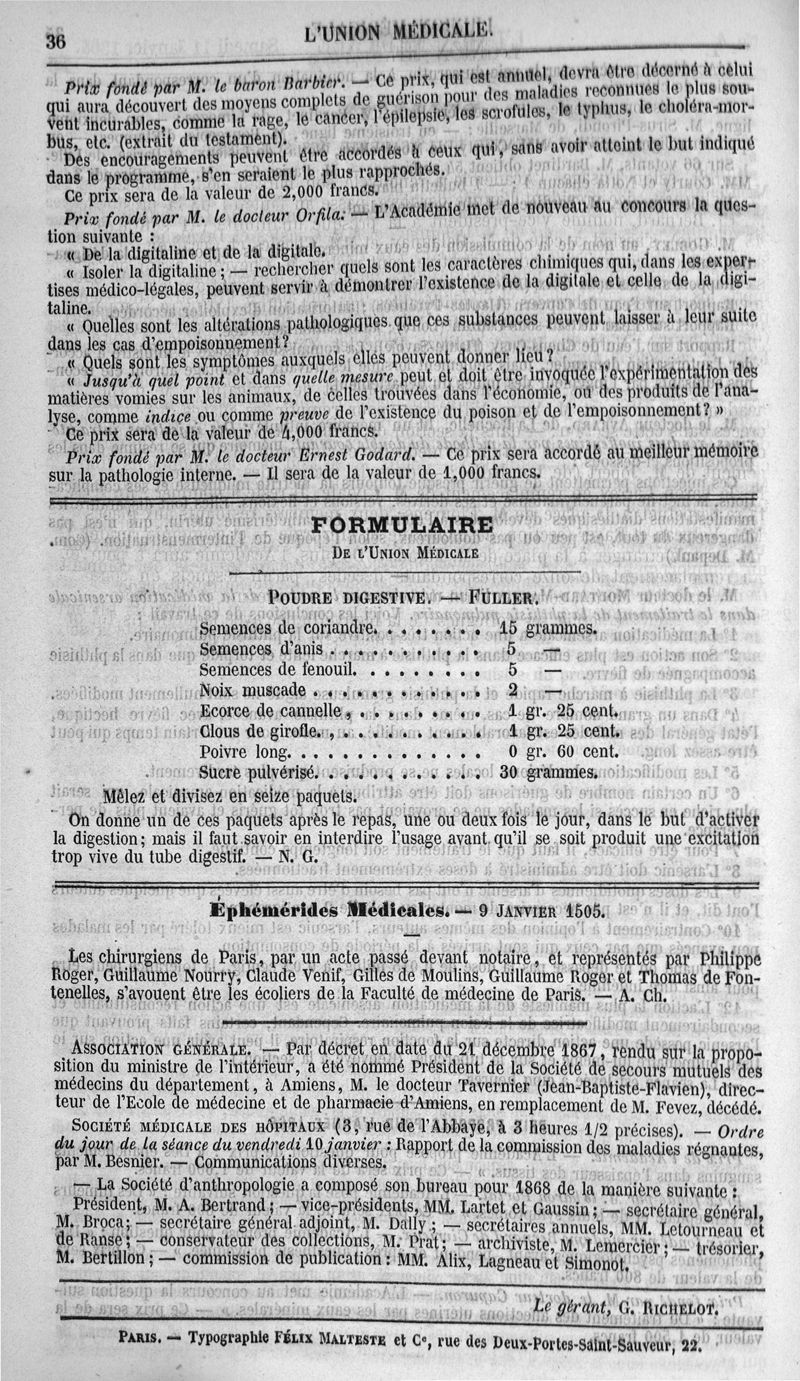 36
L'UNION MÉDICALE.
Prix fondé par M. le baron Barbier. — Ce prix, qui est annuel, devra être décerné à celui
qui aura découvert des moyens complets de guérison pour des maladies reconnues le plus sou-
vent incurables, comme la rage, le cancer, l'épilepsie, les scrofules, le typhus, le choléra-mor-
bus, etc. (extrait du testament).
Des encouragements peuvent être accordés à ceux qui, sans avoir atteint le but indiqué
dans le programme, s'en seraient le plus rapprochés.
Ce prix sera de la valeur de 2,000 francs.
Prix fondé par M. le docteur Orfila. — L'Académie met de nouveau au concours la ques-
tion suivante :
« De la digitaline et de la digitale.
« Isoler la digitaline ; — rechercher quels sont les caractères chimiques qui, dans les exper-
tises médico-légales, peuvent servir à démontrer l'existence de la digitale et celle de la digi-
taline.
« Quelles sont les altérations pathologiques que ces substances peuvent laisser à leur suite
dans les cas d'empoisonnement?
« Quels sont les symptômes auxquels elles peuvent donner lieu?
« Jusqu'à quel point et dans quelle mesure peut et doit être invoquée l'expérimentation des
matières vomies sur les animaux, de celles trouvées dans l'économie, ou des produits de l'ana-
lyse, comme indice ou comme preuve de l'existence du poison et de l'empoisonnement? »
Ce prix sera de la valeur de 4,000 francs.
Prix fondé par M. le docteur Ernest Godard. — Ce prix sera accordé au meilleur mémoire
sur la pathologie interne. — Il sera de la valeur de 1,000 francs.
FORMULAIRE
DE L'UNION MÉDICALE
POUDRE DIGESTIVE. — FULLER.
Semences de coriandre. . . . . . . . 15 grammes.
Semences d'anis . . . . . . . . . . . 5 —
Semences de fenouil. . . . . . . . . 5 —
Noix muscade . . . . . . . . . . . . 2 —
Ecorce de cannelle . . . . . . . . . . 1 gr. 25 cent.
Clous de girofle. . . . . . . . . . . . 1 gr. 25 cent.
Poivre long. . . . . . . . . . . . . . 0 gr. 60 cent.
Sucre pulvérisé. . . . . . . . . . . . 30 grammes.
Mêlez et divisez en seize paquets.
On donne un de ces paquets après le repas, une ou deux fois le jour, dans le but d'activer
la digestion; mais il faut savoir en interdire l'usage avant qu'il se soit produit une excitation
trop vive du tube digestif. — N. G.
Éphémérides Médicales. — 9 JANVIER 1505.
Les chirurgiens de Paris, par un acte passé devant notaire, et représentés par Philippe
Roger, Guillaume Nourry, Claude Venif, Gilles de Moulins, Guillaume Roger et Thomas de Fon-
tenelles, s'avouent être les écoliers de la Faculté de médecine de Paris. — A. Ch.
ASSOCIATION GÉNÉRALE. — Par décret en date du 21 décembre 1867, rendu sur la propo-
sition du ministre de l'intérieur, a été nommé Président de la Société de secours mutuels des
médecins du département, à Amiens, M. le docteur Tavernier (Jean-Baptiste-Flavien), direc-
teur de l'Ecole de médecine et de pharmacie d'Amiens, en remplacement de M. Fevez, décédé.
SOCIÉTÉ MÉDICALE DES HÔPITAUX (3, rue de l'Abbaye, à 3 heures 1/2 précises). — Ordre
du jour de la séance du vendredi 10 janvier : Rapport de la commission des maladies régnantes,
par M. Besnier. — Communications diverses.
— La Société d'anthropologie a composé son bureau pour 1868 de la manière suivante :
Président, M. A. Bertrand ; — vice-présidents, MM. Lartet et Gaussin ; — secrétaire général,
M. Broca ; — secrétaire général adjoint, M. Dally ; — secrétaires annuels, MM. Letourneau et
de Ranse ; — conservateur des collections, M. Prat ; — archiviste, M. Lemercier ; — trésorier,
M. Bertillon ; — commission de publication : MM. Alix, Lagneau et Simonot.
Le gérant, G. RICHELOT.
PARIS. — Typographie FÉLIX MALTESTE et Cᵉ, rue des Deux-Portes-Saint-Sauveur, 22.